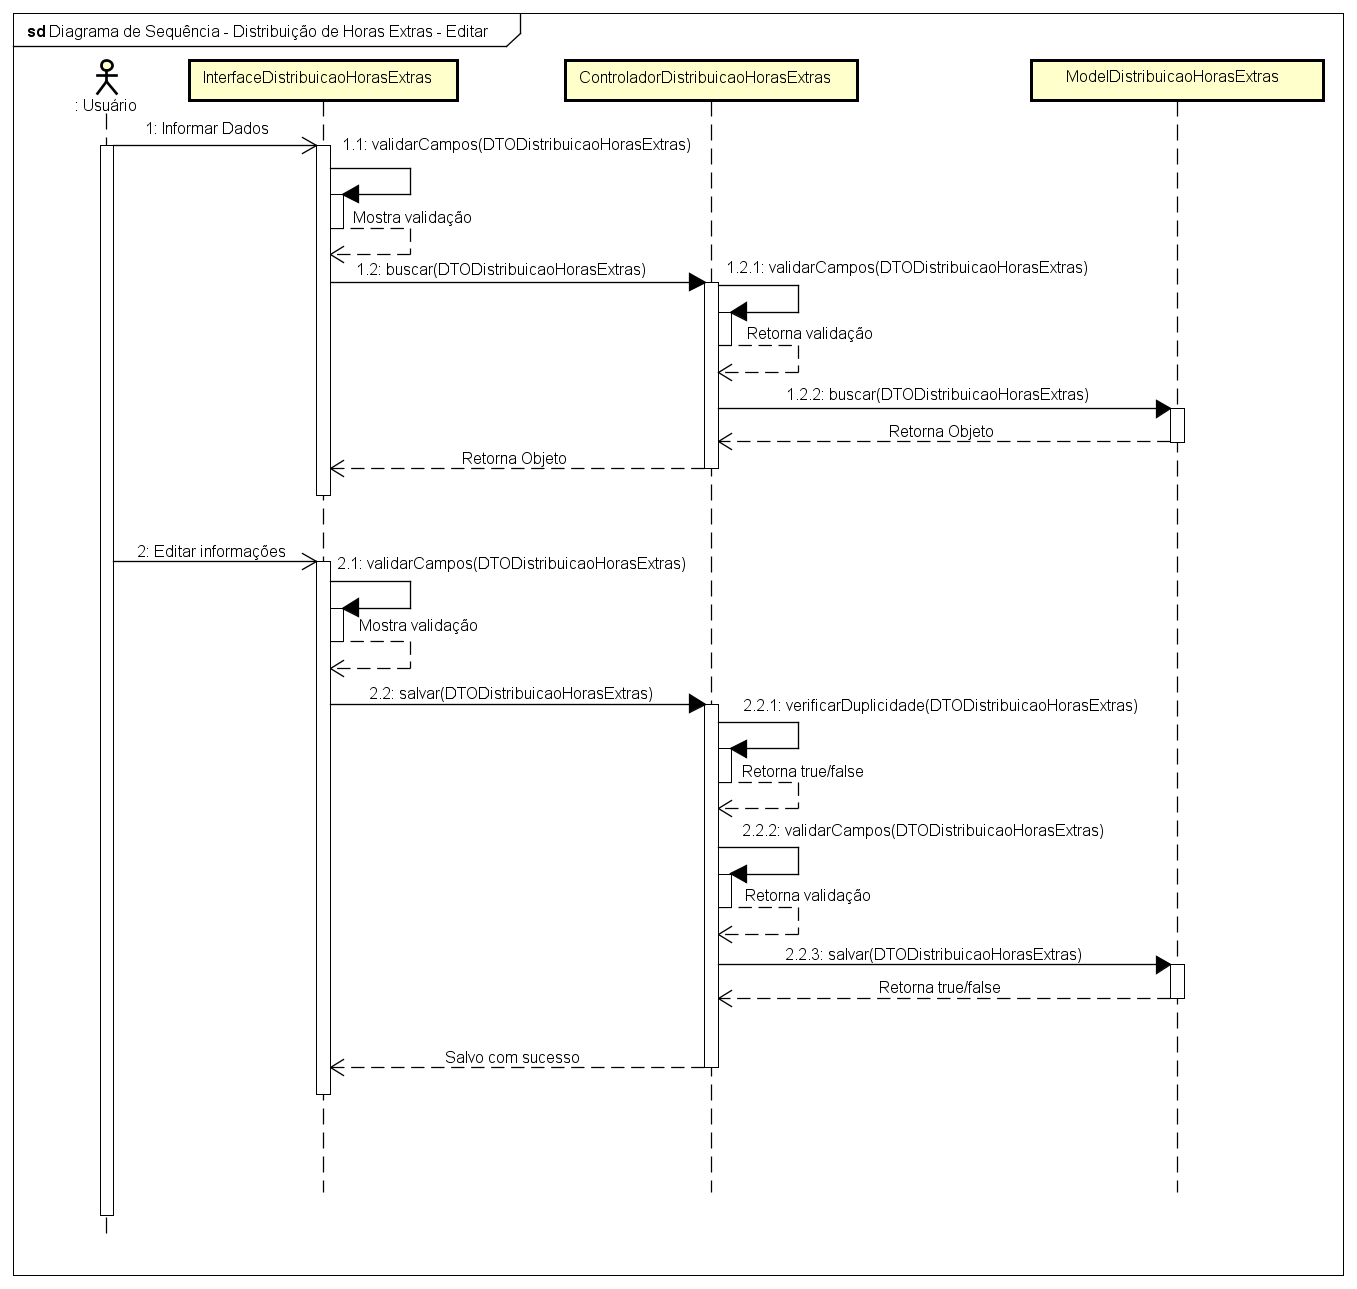 sd Diagrama de Sequência - Distribuição de Horas Extras - Editar
InterfaceDistribuicaoHorasExtras
ControladorDistribuicaoHorasExtras
ModelDistribuicaoHorasExtras
: Usuário
1: Informar Dados
1.1: validarCampos(DTODistribuicaoHorasExtras)
Mostra validação
1.2: buscar(DTODistribuicaoHorasExtras)
1.2.1: validarCampos(DTODistribuicaoHorasExtras)
Retorna validação
1.2.2: buscar(DTODistribuicaoHorasExtras)
Retorna Objeto
Retorna Objeto
2: Editar informações
2.1: validarCampos(DTODistribuicaoHorasExtras)
Mostra validação
2.2: salvar(DTODistribuicaoHorasExtras)
2.2.1: verificarDuplicidade(DTODistribuicaoHorasExtras)
Retorna true/false
2.2.2: validarCampos(DTODistribuicaoHorasExtras)
Retorna validação
2.2.3: salvar(DTODistribuicaoHorasExtras)
Retorna true/false
Salvo com sucesso